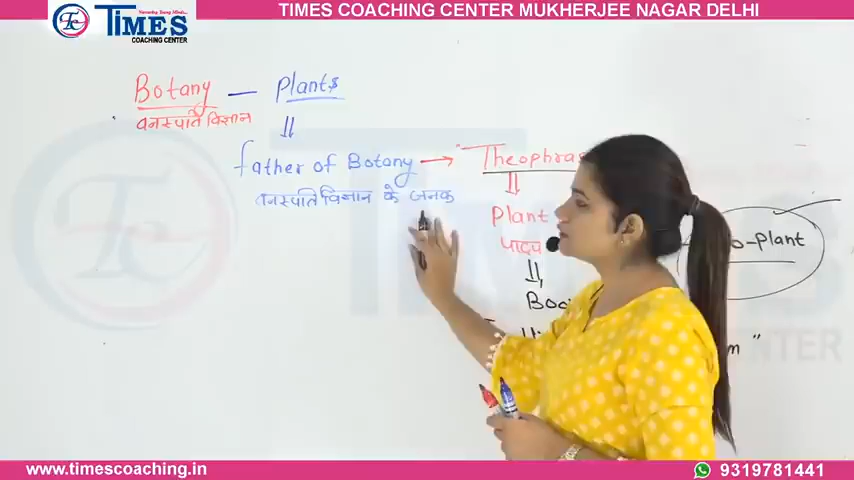 TIMES COACHING CENTER MUKHERJEE NAGAR DELHI
TIMES
COACHING CENTER
Botany — Plants
वनस्पति विज्ञान
Father of Botany → "Theophras
वनस्पति विज्ञान के जनक
Plant
पादप
o-Plant
Boo
m"
www.timescoaching.in
9319781441